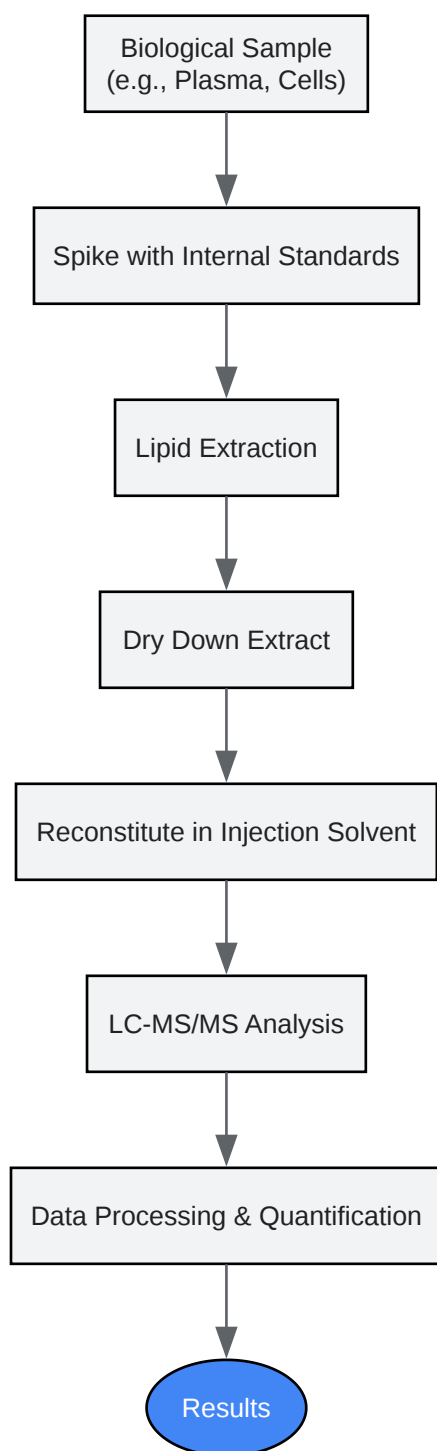 Biological Sample
(e.g., Plasma, Cells)
Spike with Internal Standards
Lipid Extraction
Dry Down Extract
Reconstitute in Injection Solvent
LC-MS/MS Analysis
Data Processing & Quantification
Results